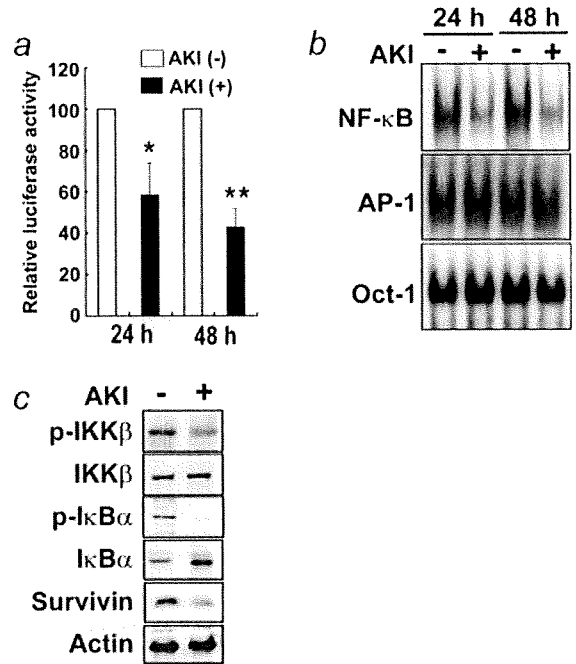 a
AKI (-)
AKI (+)
Relative luciferase activity
120
100
80
60
40
20
0
*
**
24 h
48 h
b
24 h 48 h
AKI - + - +
NF-κB
AP-1
Oct-1
c
AKI - +
p-IKKβ
IKKβ
p-IκBα
IκBα
Survivin
Actin